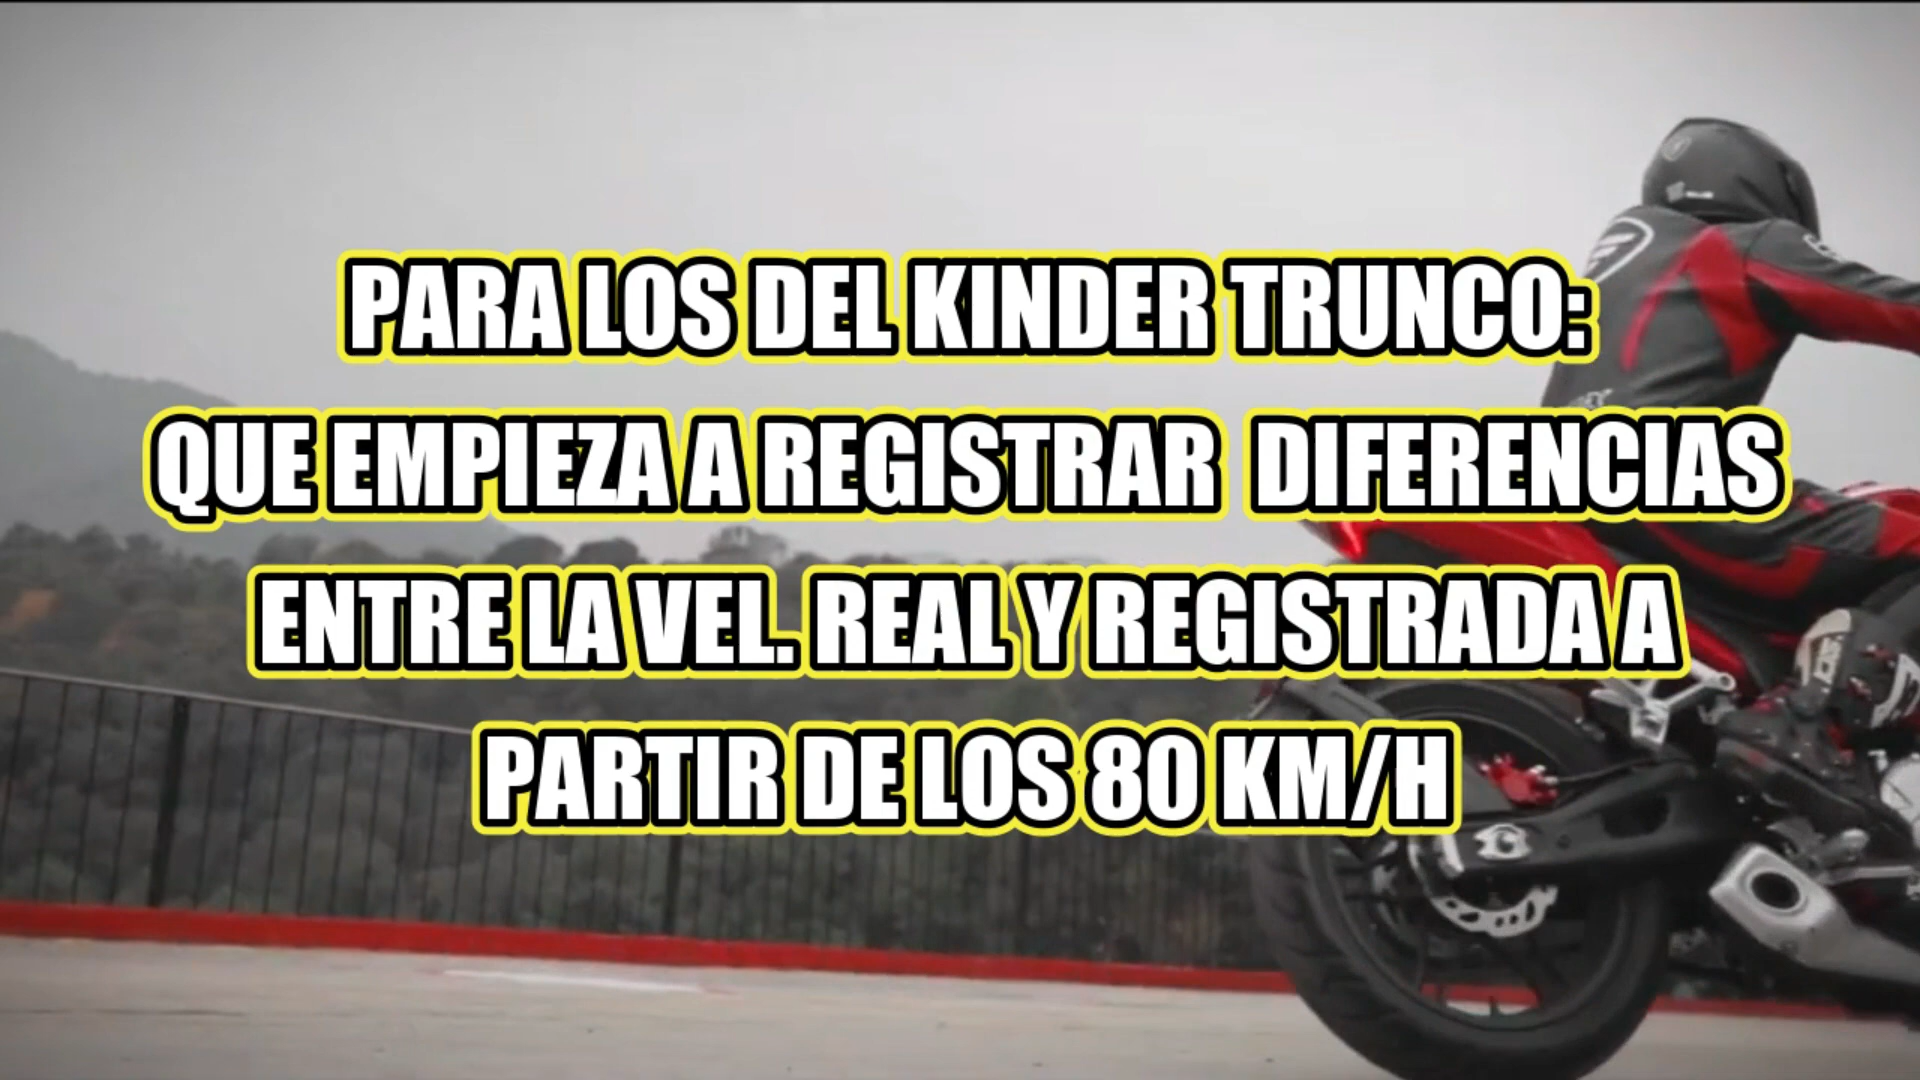 PARA LOS DEL KINDER TRUNCO:
QUE EMPIEZA A REGISTRAR DIFERENCIAS
ENTRE LA VEL. REAL Y REGISTRADA A
PARTIR DE LOS 80 KM/H